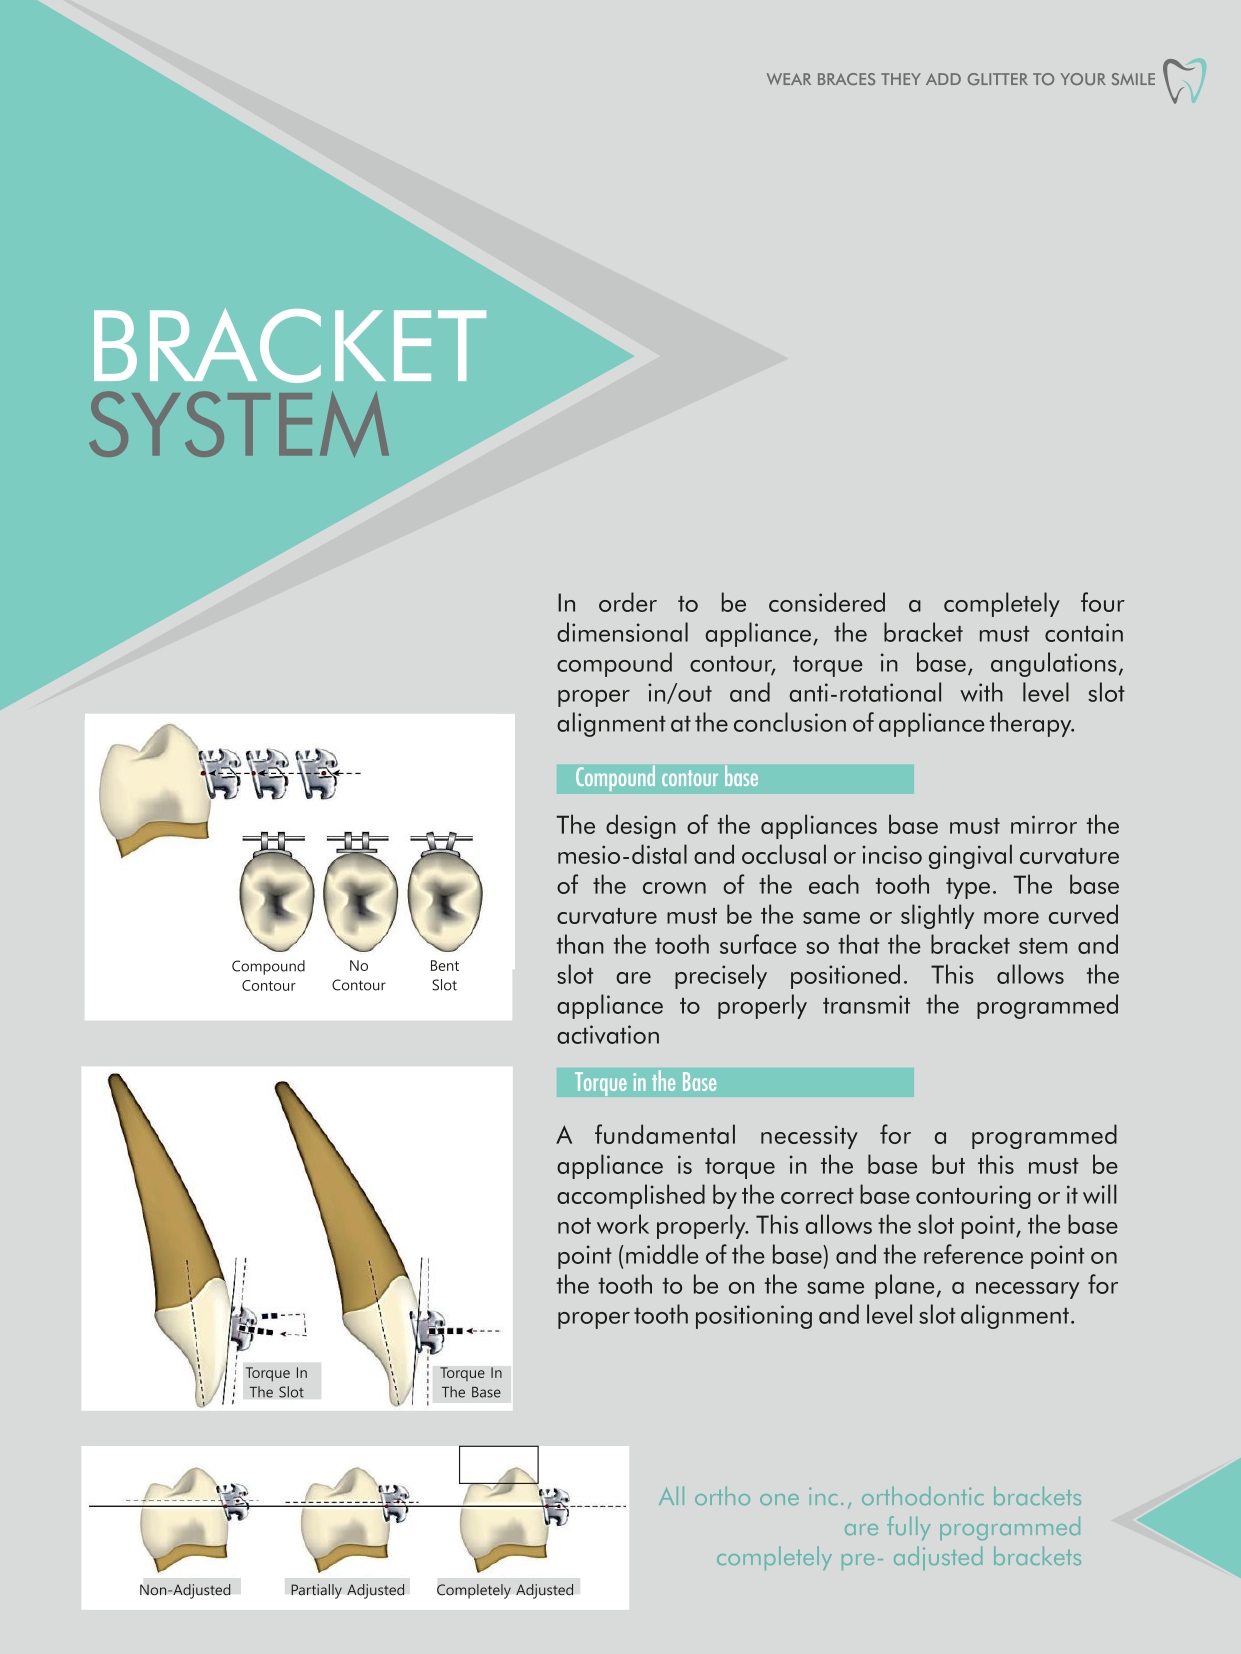 WEAR BRACES THEY ADD GLITTER TO YOUR SMILE
BRACKET
SYSTEM
In order to be considered a completely four
dimensional appliance, the bracket must contain
compound contour, torque in base, angulations,
proper in/out and anti-rotational with level slot
alignment at the conclusion of appliance therapy.
Compound contour base
The design of the appliances base must mirror the
mesio-distal and occlusal or inciso gingival curvature
of the crown of the each tooth type. The base
curvature must be the same or slightly more curved
than the tooth surface so that the bracket stem and
slot are precisely positioned. This allows the
appliance to properly transmit the programmed
activation
Torque in the Base
A fundamental necessity for a programmed
appliance is torque in the base but this must be
accomplished by the correct base contouring or it will
not work properly. This allows the slot point, the base
point (middle of the base) and the reference point on
the tooth to be on the same plane, a necessary for
proper tooth positioning and level slot alignment.
Compound
Contour
No
Contour
Bent
Slot
Torque In
The Slot
Torque In
The Base
Non-Adjusted
Partially Adjusted
Completely Adjusted
All ortho one inc., orthodontic brackets
are fully programmed
completely pre- adjusted brackets